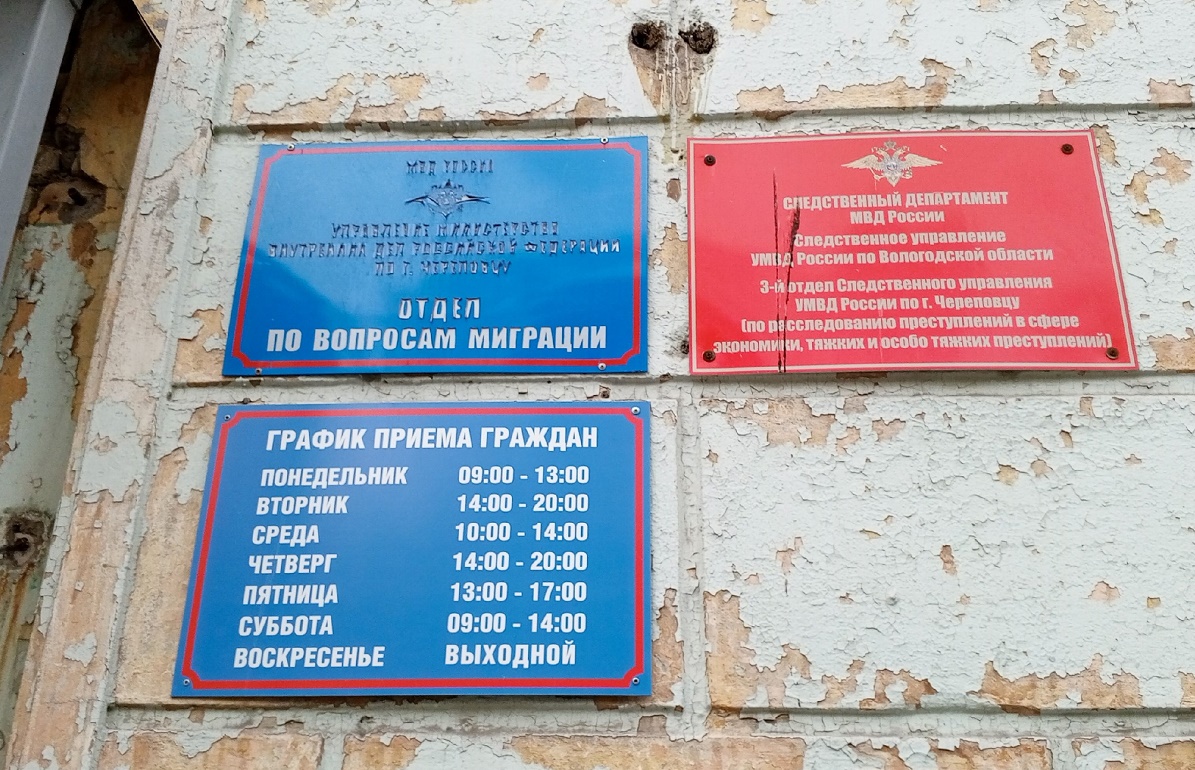 МВД РОССИИ
УПРАВЛЕНИЕ МИНИСТЕРСТВА
ВНУТРЕННИХ ДЕЛ РОССИЙСКОЙ ФЕДЕРАЦИИ
ПО Г. ЧЕРЕПОВЦУ
ОТДЕЛ
ПО ВОПРОСАМ МИГРАЦИИ
СЛЕДСТВЕННЫЙ ДЕПАРТАМЕНТ
МВД России
Следственное управление
УМВД России по Вологодской области
3-й отдел Следственного управления
УМВД России по г. Череповцу
(по расследованию преступлений в сфере
экономики, тяжких и особо тяжких преступлений)
ГРАФИК ПРИЕМА ГРАЖДАН
ПОНЕДЕЛЬНИК 09:00 - 13:00
ВТОРНИК 14:00 - 20:00
СРЕДА 10:00 - 14:00
ЧЕТВЕРГ 14:00 - 20:00
ПЯТНИЦА 13:00 - 17:00
СУББОТА 09:00 - 14:00
ВОСКРЕСЕНЬЕ ВЫХОДНОЙ